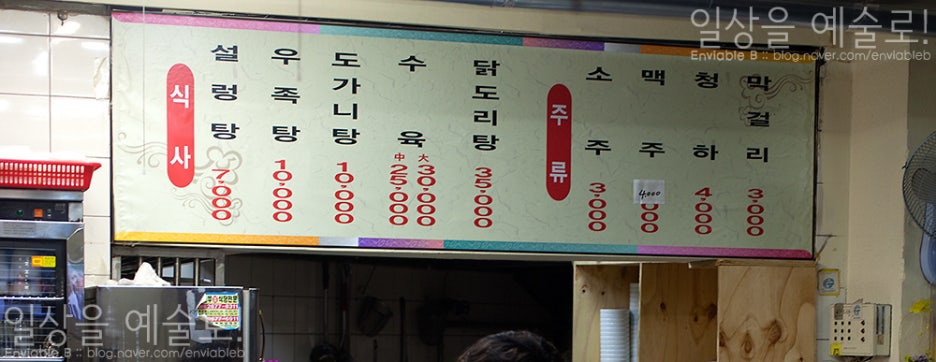 일상을 예술로!
Enviable B :: blog.naver.com/enviableb
식사
설렁탕
7,000
우족탕
10,000
도가니탕
10,000
수육
中 大
25,000 30,000
닭도리탕
35,000
주류
소주
3,000
맥주
4,000
청하
4,000
막걸리
3,000
일상을 예술로!
Enviable B :: blog.naver.com/enviableb